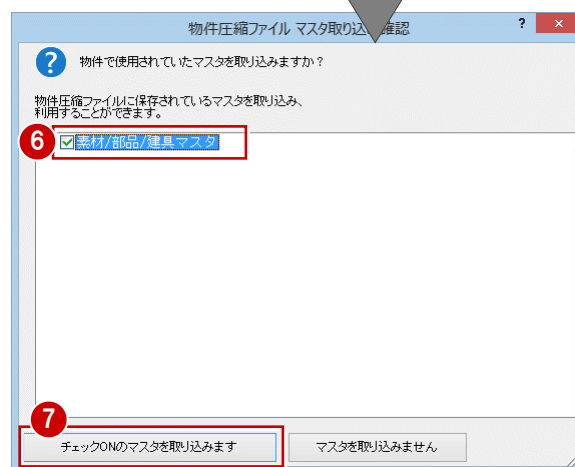 物件圧縮ファイル マスタ取り込み確認
? ×
? 物件で使用されていたマスタを取り込みますか?
物件圧縮ファイルに保存されているマスタを取り込み、
利用することができます。
6 素材/部品/建具マスタ
7
チェックONのマスタを取り込みます マスタを取り込みません